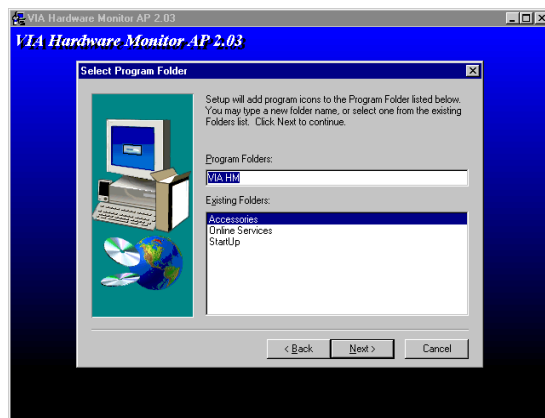 VIA Hardware Monitor AP 2.03
VIA Hardware Monitor AP 2.03
Select Program Folder
Setup will add program icons to the Program Folder listed below.
You may type a new folder name, or select one from the existing
Folders list. Click Next to continue.
Program Folders:
VIA HM
Existing Folders:
Accessories
Online Services
StartUp
< Back
Next >
Cancel